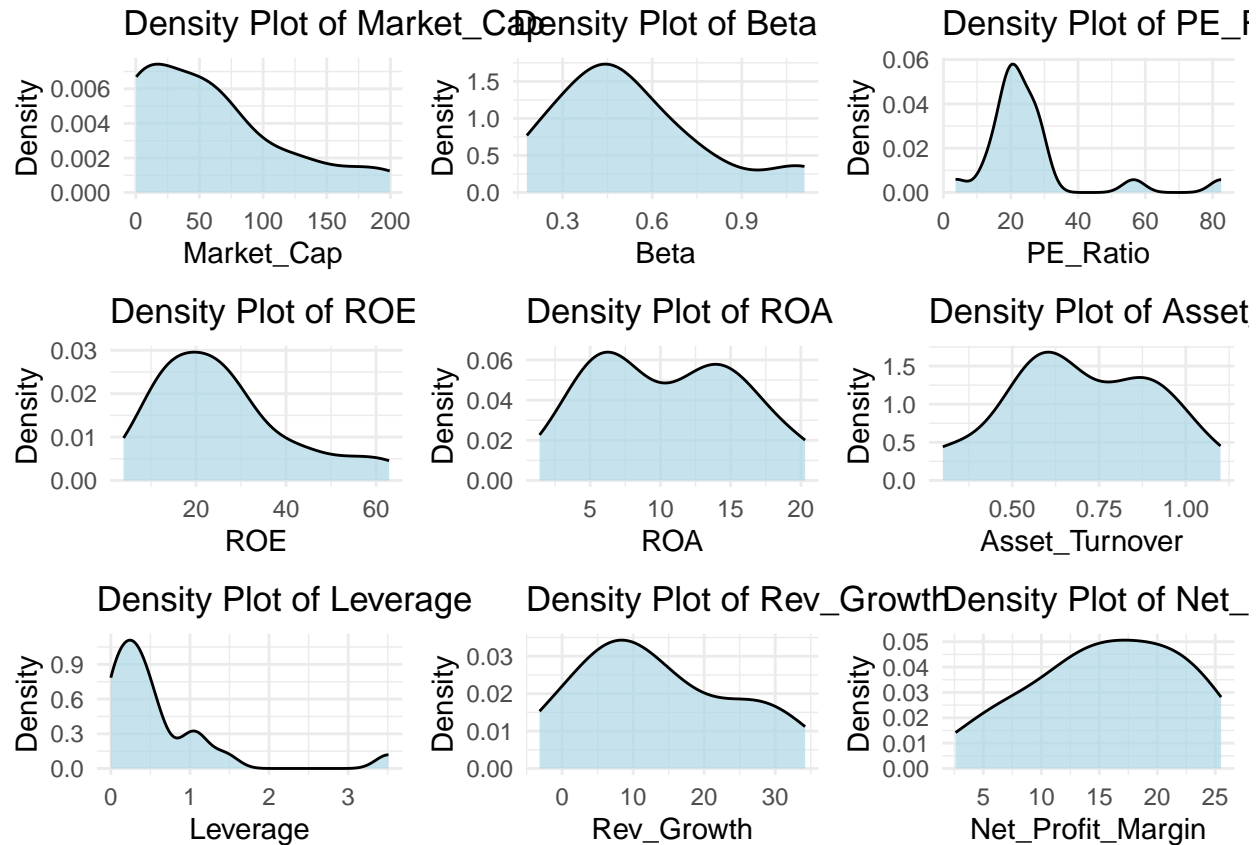 Density Plot of Market_Cap
Density
0.006
0.004
0.002
0.000
0 50 100 150 200
Market_Cap
Density Plot of Beta
Density
1.5
1.0
0.5
0.0
0.3 0.6 0.9
Beta
Density Plot of PE_R
Density
0.06
0.04
0.02
0.00
0 20 40 60 80
PE_Ratio
Density Plot of ROE
Density
0.03
0.02
0.01
0.00
20 40 60
ROE
Density Plot of ROA
Density
0.06
0.04
0.02
0.00
5 10 15 20
ROA
Density Plot of Asset_
Density
1.5
1.0
0.5
0.0
0.50 0.75 1.00
Asset_Turnover
Density Plot of Leverage
Density
0.9
0.6
0.3
0.0
0 1 2 3
Leverage
Density Plot of Rev_Growth
Density
0.03
0.02
0.01
0.00
0 10 20 30
Rev_Growth
Density Plot of Net_
Density
0.05
0.04
0.03
0.02
0.01
0.00
5 10 15 20 25
Net_Profit_Margin